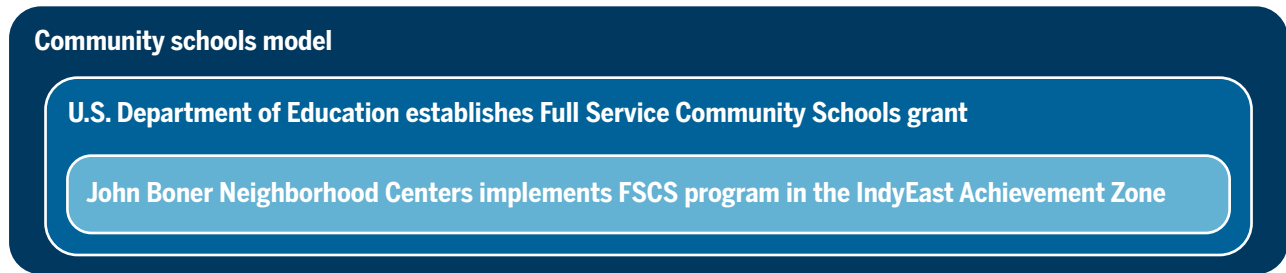 Community schools model
U.S. Department of Education establishes Full Service Community Schools grant
John Boner Neighborhood Centers implements FSCS program in the IndyEast Achievement Zone